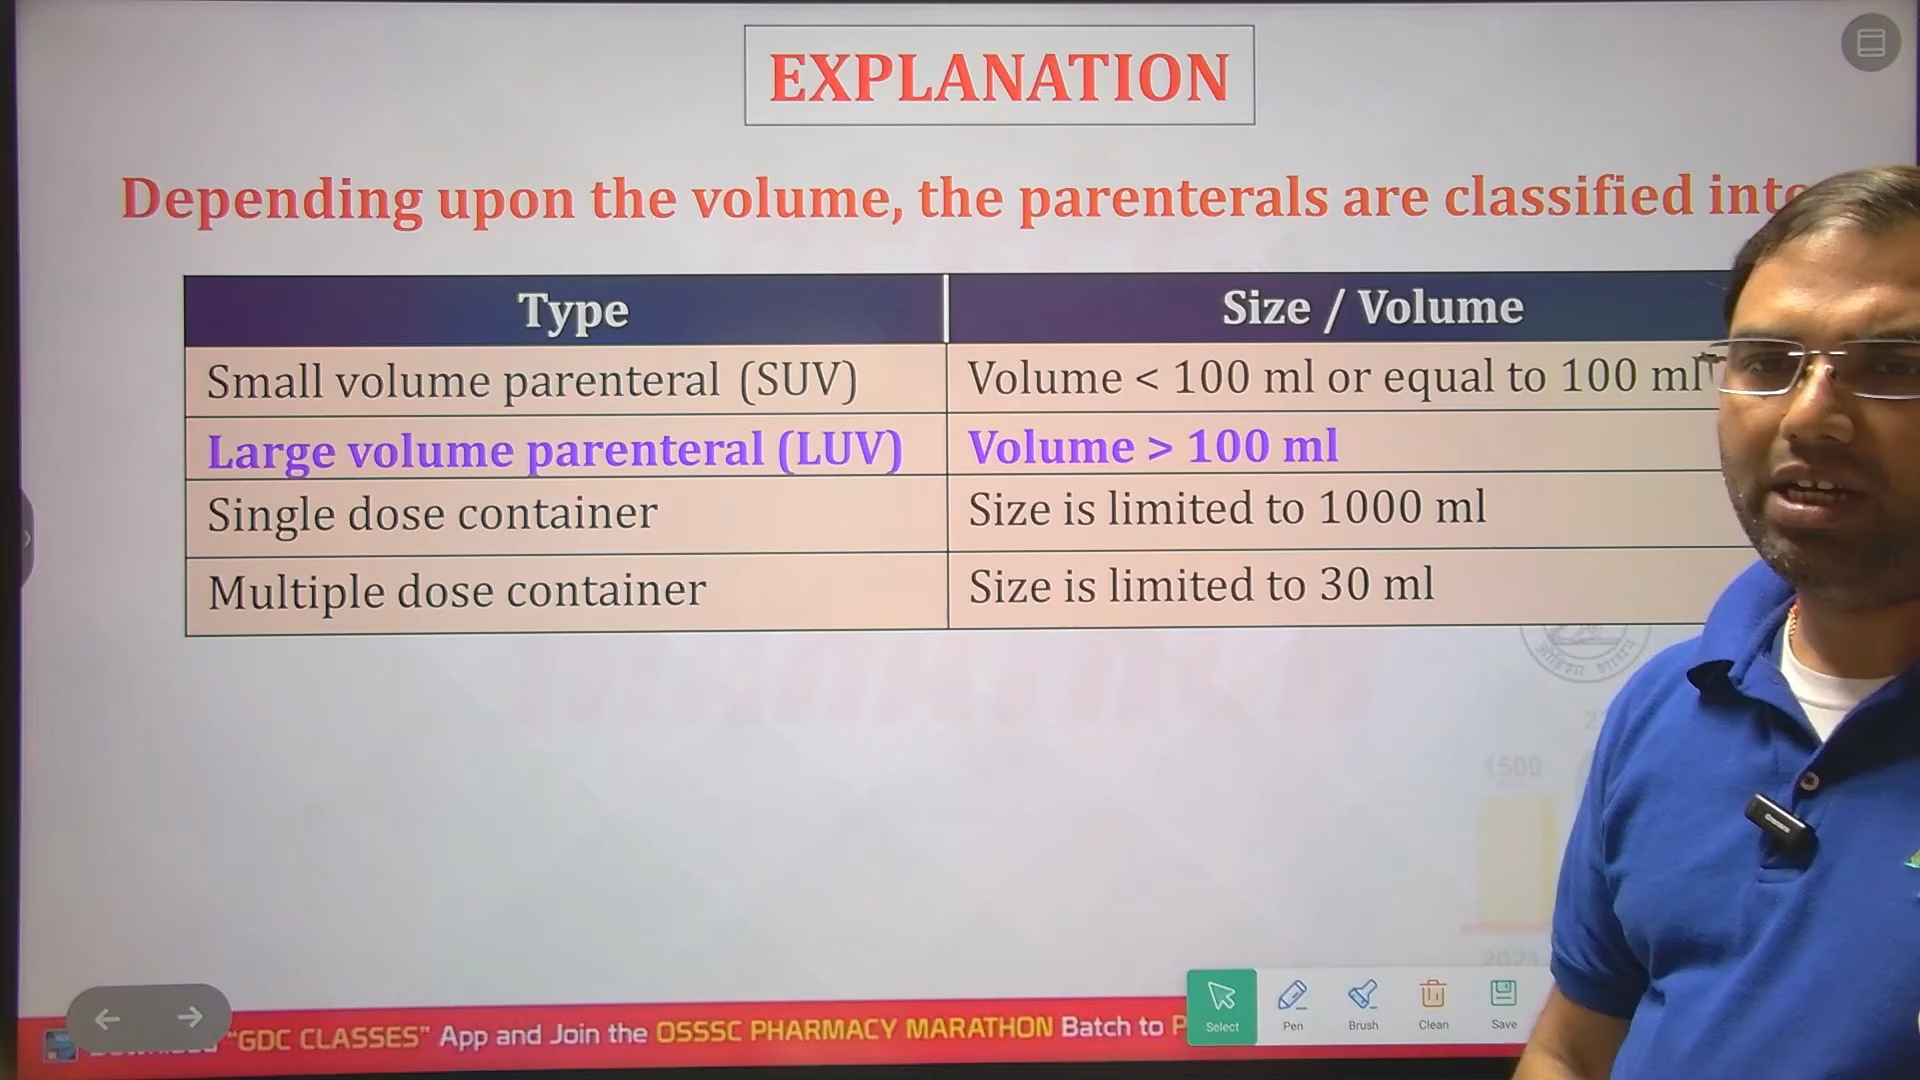 EXPLANATION
Depending upon the volume, the parenterals are classified into
Type Size / Volume
Small volume parenteral (SUV) Volume < 100 ml or equal to 100 ml
Large volume parenteral (LUV) Volume > 100 ml
Single dose container Size is limited to 1000 ml
Multiple dose container Size is limited to 30 ml
1500
2021
"GDC CLASSES" App and Join the OSSSC PHARMACY MARATHON Batch to P
Select Pen Brush Clean Save